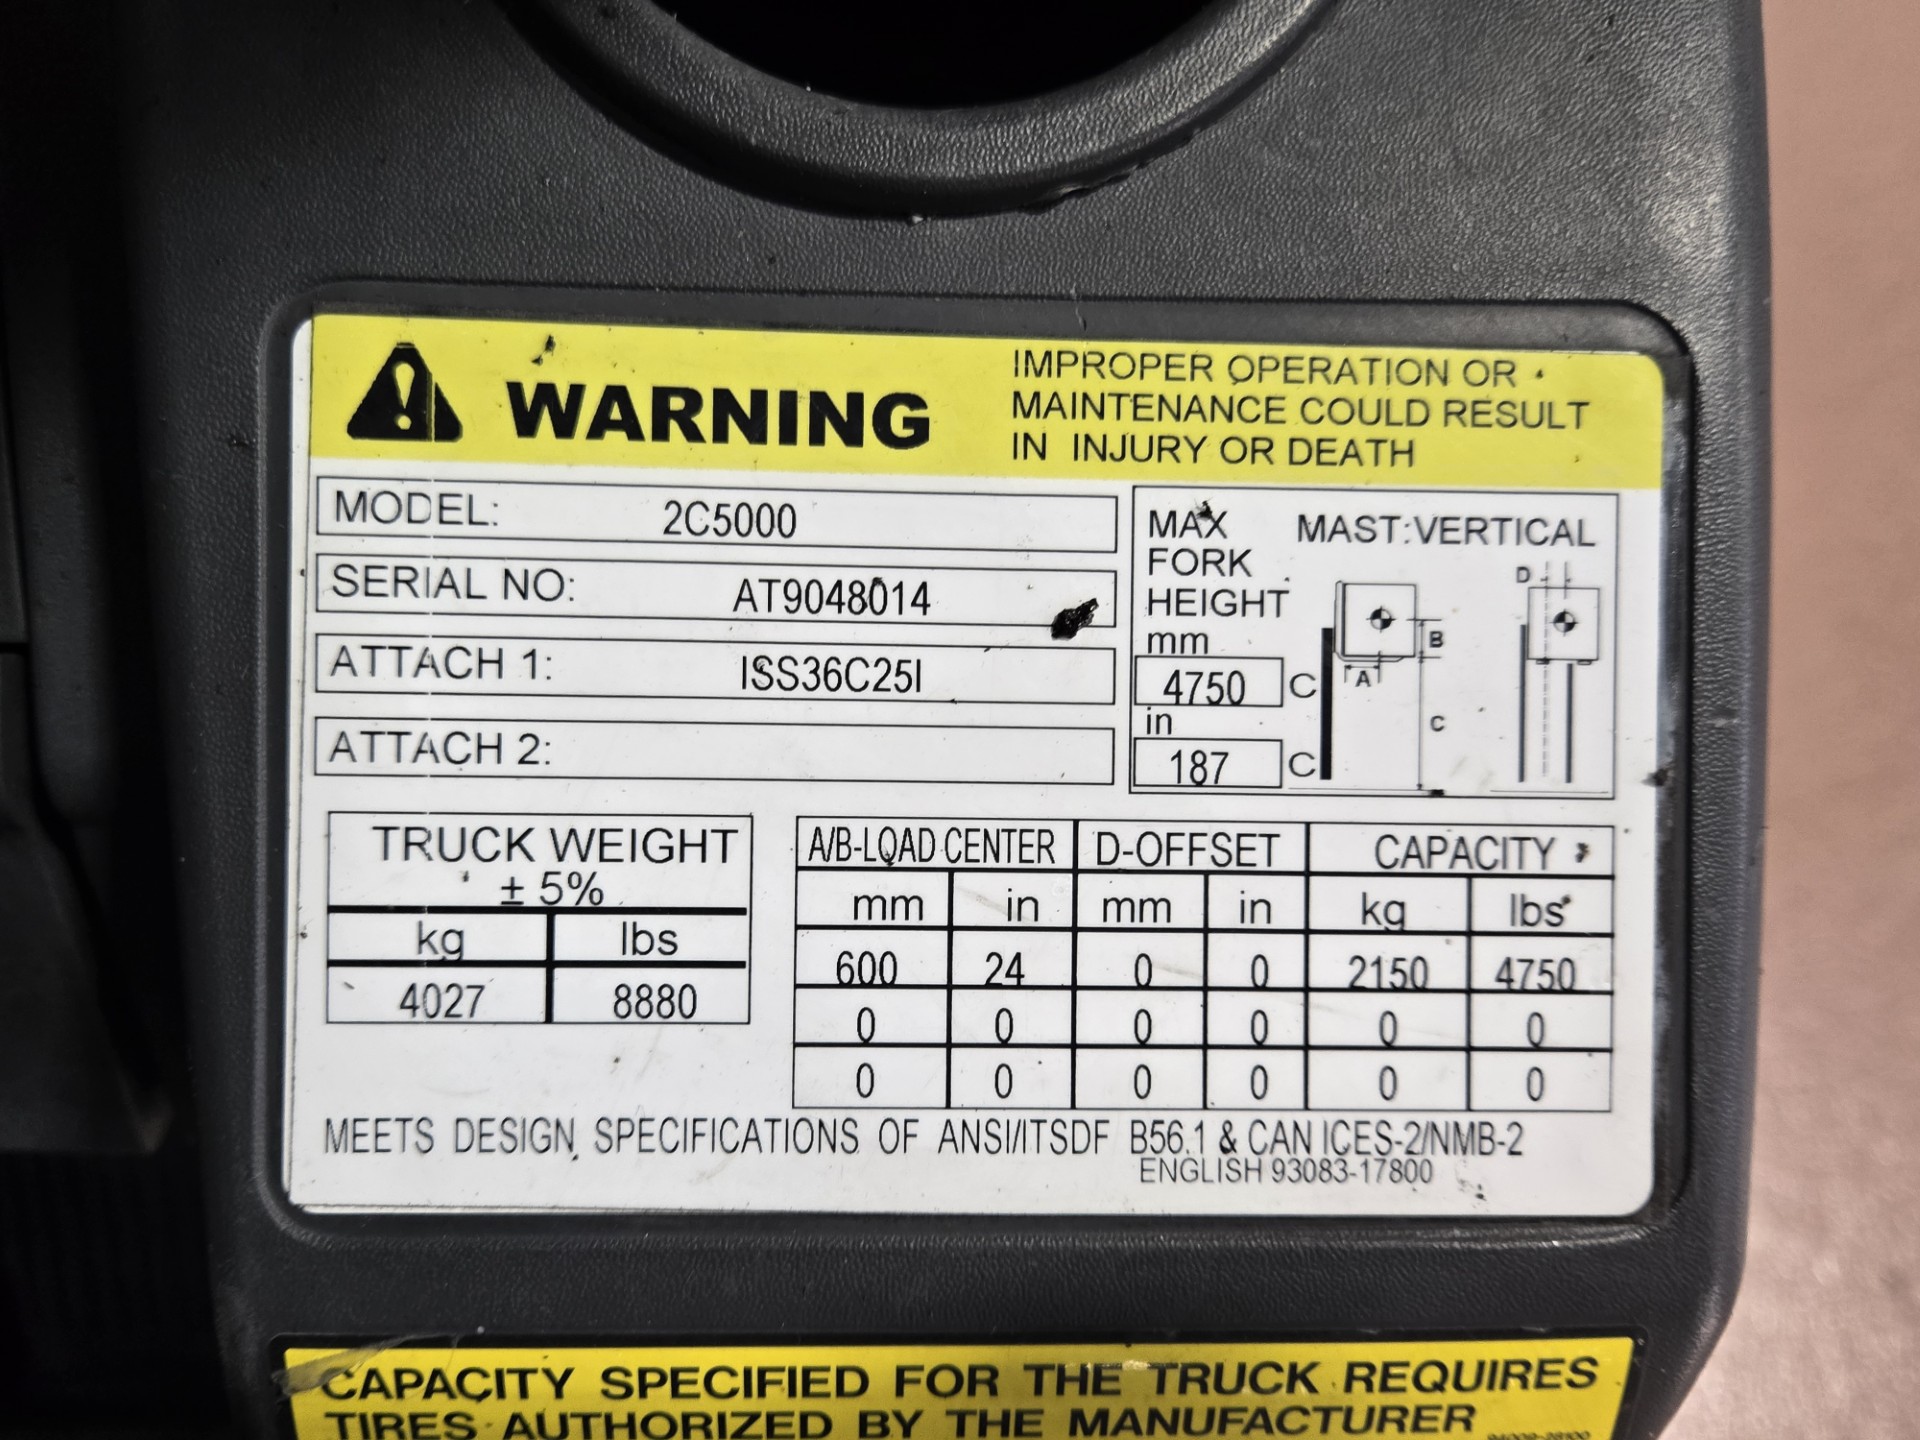 WARNING
IMPROPER OPERATION OR
MAINTENANCE COULD RESULT
IN INJURY OR DEATH
MODEL: 2C5000
SERIAL NO: AT9048014
ATTACH 1: ISS36C25I
ATTACH 2:
MAX FORK HEIGHT
MAST:VERTICAL
mm
4750 C
in
187 C
A
B
C
D
TRUCK WEIGHT
± 5%
kg lbs
4027 8880
A/B-LOAD CENTER D-OFFSET CAPACITY
mm in mm in kg lbs
600 24 0 0 2150 4750
0 0 0 0 0 0
0 0 0 0 0 0
MEETS DESIGN SPECIFICATIONS OF ANSI/ITSDF B56.1 & CAN ICES-2/NMB-2
ENGLISH 93083-17800
CAPACITY SPECIFIED FOR THE TRUCK REQUIRES
TIRES AUTHORIZED BY THE MANUFACTURER